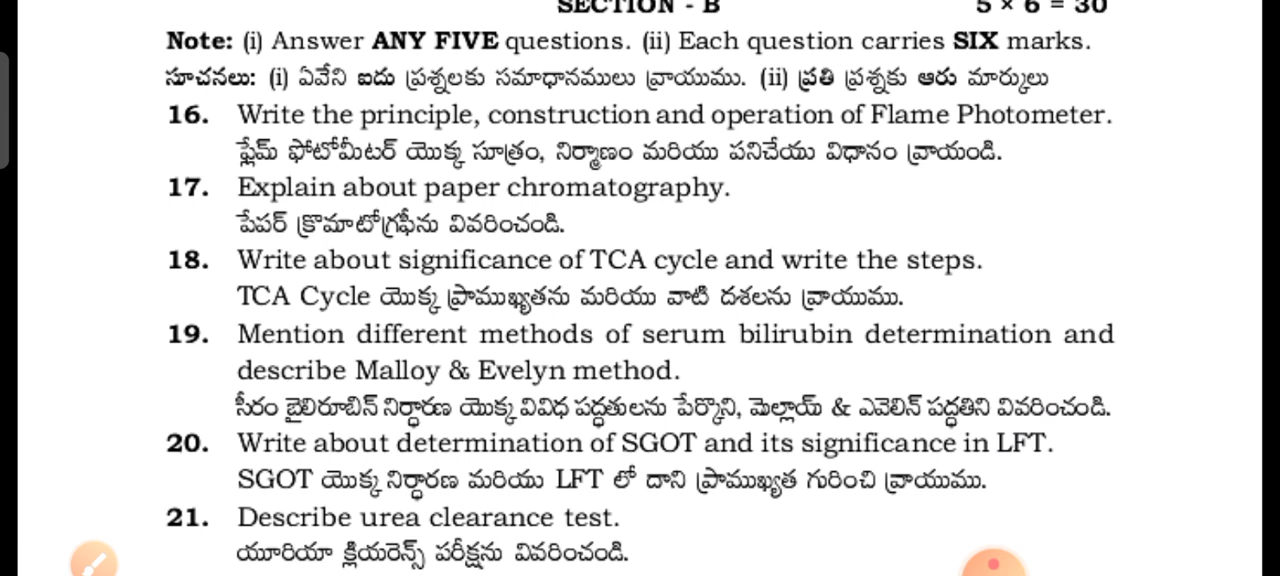 SECTION - B 5 × 6 = 30
Note: (i) Answer ANY FIVE questions. (ii) Each question carries SIX marks.
సూచనలు: (i) ఏవేని ఐదు ప్రశ్నలకు సమాధానములు వ్రాయుము. (ii) ప్రతి ప్రశ్నకు ఆరు మార్కులు
16. Write the principle, construction and operation of Flame Photometer.
ఫ్లేమ్ ఫోటోమీటర్ యొక్క సూత్రం, నిర్మాణం మరియు పనిచేయు విధానం వ్రాయండి.
17. Explain about paper chromatography.
పేపర్ క్రొమాటోగ్రఫీను వివరించండి.
18. Write about significance of TCA cycle and write the steps.
TCA Cycle యొక్క ప్రాముఖ్యతను మరియు వాటి దశలను వ్రాయుము.
19. Mention different methods of serum bilirubin determination and
describe Malloy & Evelyn method.
సీరం బైలిరూబిన్ నిర్ధారణ యొక్క వివిధ పద్ధతులను పేర్కొని, మెల్లాయ్ & ఎవెలిన్ పద్ధతిని వివరించండి.
20. Write about determination of SGOT and its significance in LFT.
SGOT యొక్క నిర్ధారణ మరియు LFT లో దాని ప్రాముఖ్యత గురించి వ్రాయుము.
21. Describe urea clearance test.
యూరియా క్లియరెన్స్ పరీక్షను వివరించండి.